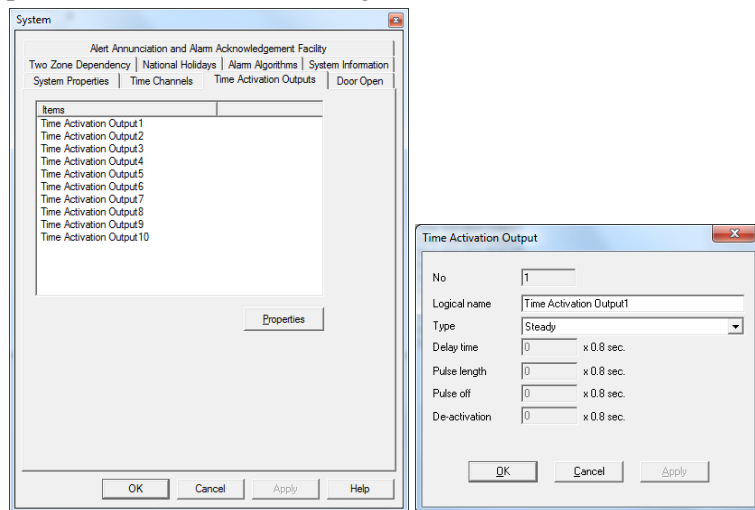 System
Alert Annunciation and Alarm Acknowledgement Facility
Two Zone Dependency National Holidays Alarm Algorithms System Information
System Properties Time Channels Time Activation Outputs Door Open
Items
Time Activation Output1
Time Activation Output2
Time Activation Output3
Time Activation Output4
Time Activation Output5
Time Activation Output6
Time Activation Output7
Time Activation Output8
Time Activation Output9
Time Activation Output10
Properties
OK Cancel Apply Help
Time Activation Output
No 1
Logical name Time Activation Output1
Type Steady
Delay time 0 x 0.8 sec.
Pulse length 0 x 0.8 sec.
Pulse off 0 x 0.8 sec.
De-activation 0 x 0.8 sec.
OK Cancel Apply